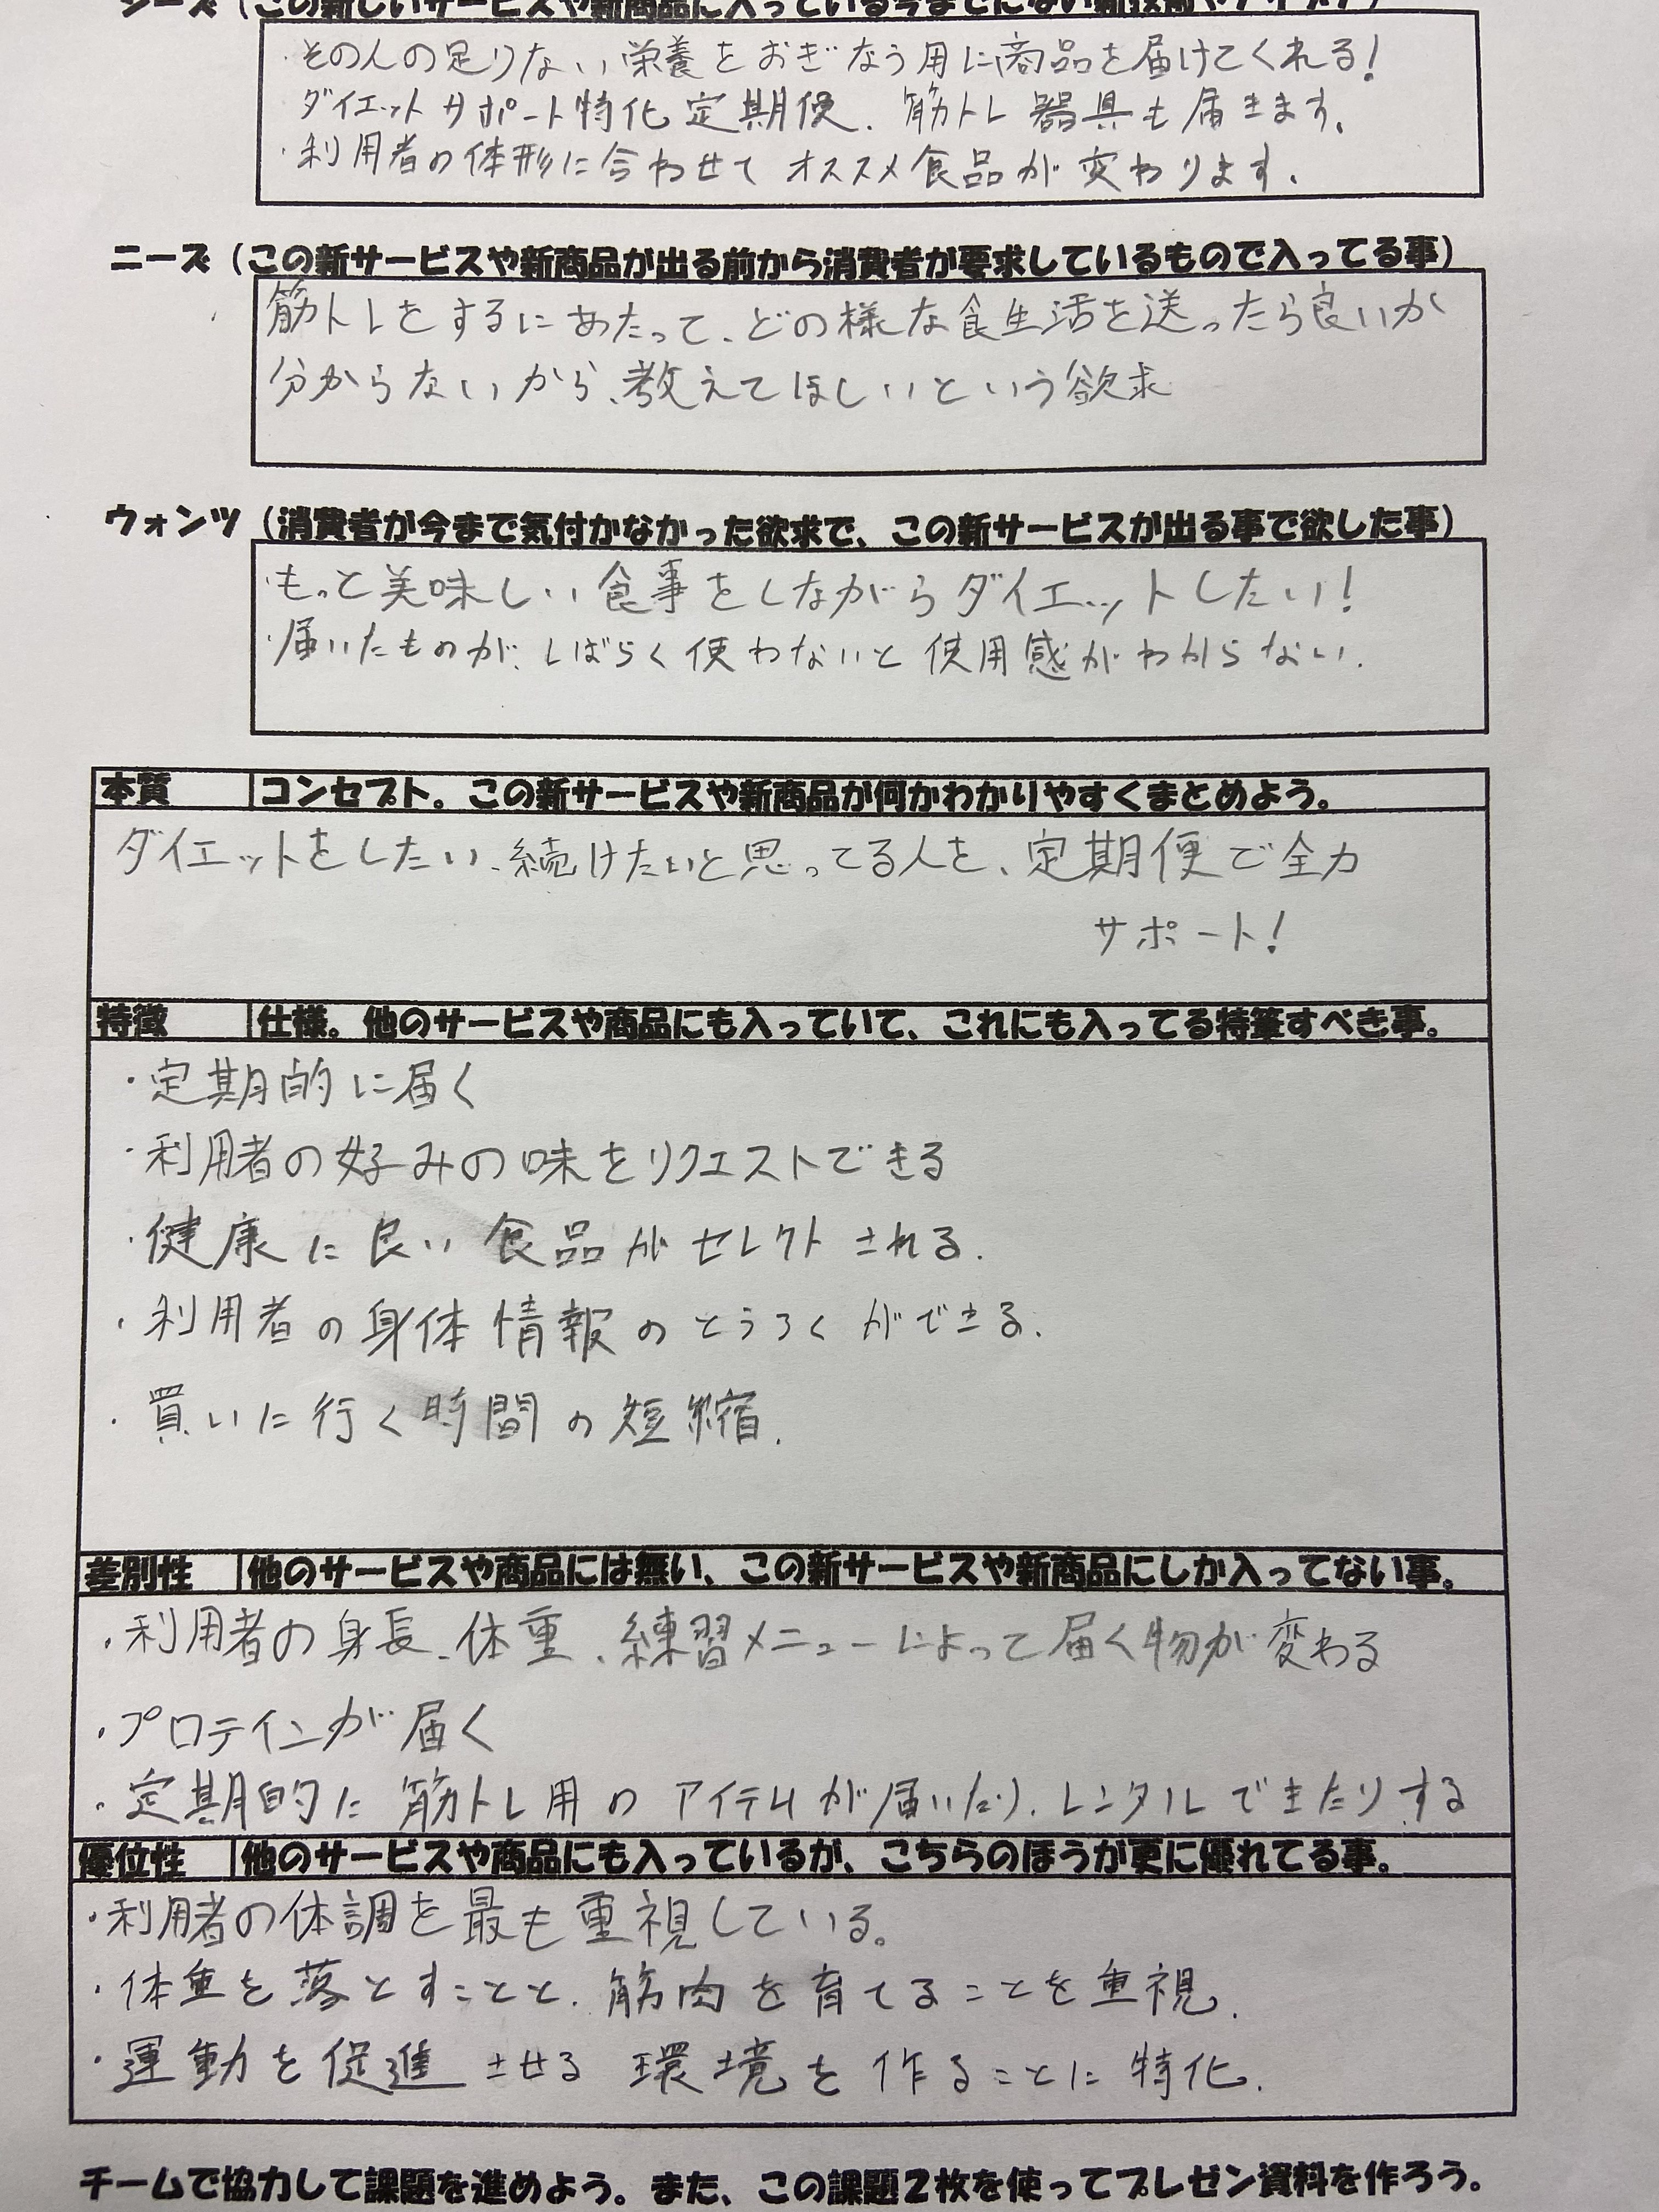 シーズ（この新しいサービスや新商品に入っている今までにない新技術やアイデア）
・その人の足りない栄養をおぎなう用に商品を届けてくれる！
ダイエットサポート特化定期便、筋トレ器具も届きます。
・利用者の体形に合わせてオススメ食品が変わります。
ニーズ（この新サービスや新商品が出る前から消費者が要求しているもので入ってる事）
筋トレをするにあたって、どの様な食生活を送ったら良いか
分からないから、教えてほしいという欲求
ウォンツ（消費者が今まで気付かなかった欲求で、この新サービスが出る事で欲した事）
・もっと美味しい食事をしながらダイエットしたい！
・届いたものが、しばらく使わないと使用感がわからない。
本質 コンセプト。この新サービスや新商品が何かわかりやすくまとめよう。
ダイエットをしたい、続けたいと思ってる人を、定期便で全力
サポート！
特徴 仕様。他のサービスや商品にも入っていて、これにも入ってる特筆すべき事。
・定期的に届く
・利用者の好みの味をリクエストできる
・健康に良い食品がセレクトされる。
・利用者の身体情報のとうろくができる。
・買いに行く時間の短縮。
差別性 他のサービスや商品には無い、この新サービスや新商品にしか入ってない事。
・利用者の身長、体重、練習メニューによって届く物が変わる
・プロテインが届く
・定期的に筋トレ用のアイテムが届いたり、レンタルできたりする
優位性 他のサービスや商品にも入っているが、こちらのほうが更に優れてる事。
・利用者の体調を最も重視している。
・体重を落とすことと、筋肉を育てることを重視。
・運動を促進させる環境を作ることに特化。
チームで協力して課題を進めよう。また、この課題２枚を使ってプレゼン資料を作ろう。